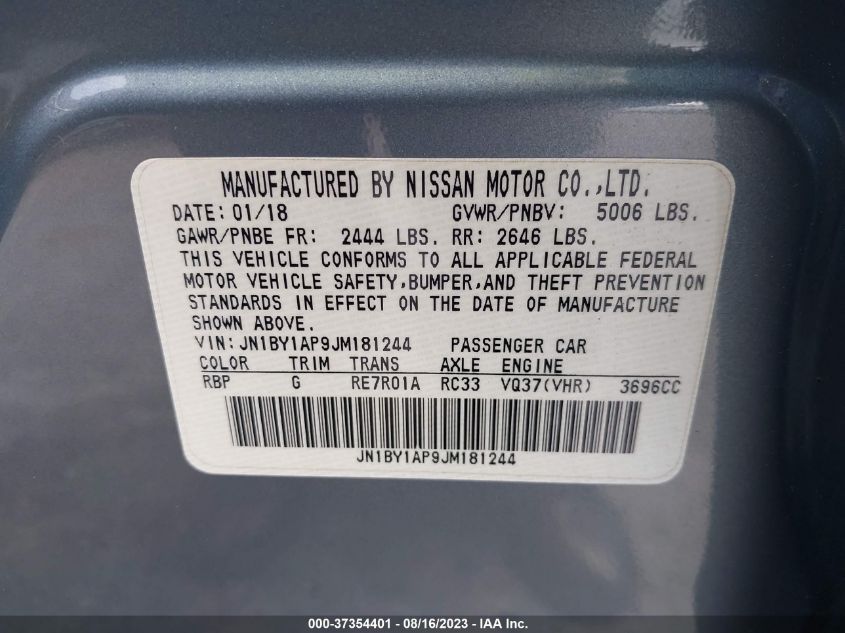 MANUFACTURED BY NISSAN MOTOR CO.,LTD.
DATE: 01/18 GVWR/PNBV: 5006 LBS.
GAWR/PNBE FR: 2444 LBS. RR: 2646 LBS.
THIS VEHICLE CONFORMS TO ALL APPLICABLE FEDERAL
MOTOR VEHICLE SAFETY,BUMPER,AND THEFT PREVENTION
STANDARDS IN EFFECT ON THE DATE OF MANUFACTURE
SHOWN ABOVE.
VIN:JN1BY1AP9JM181244 PASSENGER CAR
COLOR TRIM TRANS AXLE ENGINE
RBP G RE7R01A RC33 VQ37(VHR) 3696CC
JN1BY1AP9JM181244
000-37354401 - 08/16/2023 - IAA Inc.